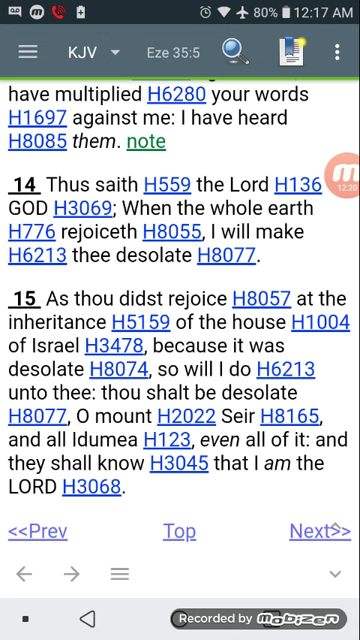 80% 12:17 AM
KJV Eze 35:5
have multiplied H6280 your words
H1697 against me: I have heard
H8085 them. note
14 Thus saith H559 the Lord H136
GOD H3069; When the whole earth
H776 rejoiceth H8055, I will make
H6213 thee desolate H8077.
12:20
15 As thou didst rejoice H8057 at the
inheritance H5159 of the house H1004
of Israel H3478, because it was
desolate H8074, so will I do H6213
unto thee: thou shalt be desolate
H8077, O mount H2022 Seir H8165,
and all Idumea H123, even all of it: and
they shall know H3045 that I am the
LORD H3068.
<<Prev Top Next>>
Recorded by Mobizen